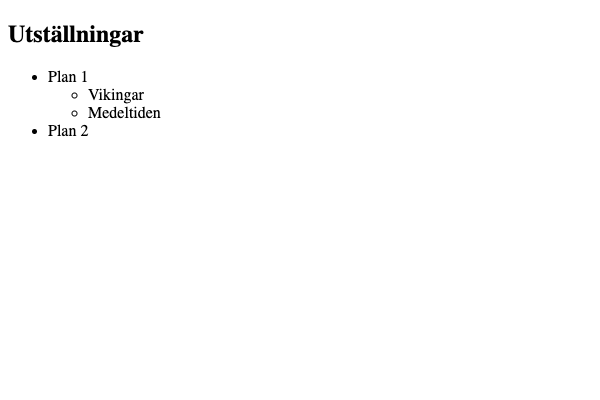 Utställningar
Plan 1
Vikingar
Medeltiden
Plan 2